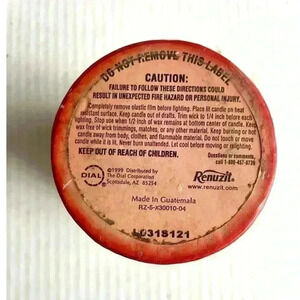 DO NOT REMOVE THIS LABEL
CAUTION:
FAILURE TO FOLLOW THESE DIRECTIONS COULD
RESULT IN UNEXPECTED FIRE HAZARD OR PERSONAL INJURY.
Completely remove elastic film before lighting. Place lit candle on heat
resistant surface. Keep candle out of drafts. Trim wick to 1/4 inch before each
lighting. Stop use when 1/2 inch of wax remains at bottom center of candle. Keep
wax free of wick trimmings, matches, or any other material. Keep burning or hot
candle away from body, clothes, and flammable material. Do not touch or move
candle while it is lit. Never burn unattended. Let cool before moving or relighting.
KEEP OUT OF REACH OF CHILDREN.
Questions or comments,
call 1-800-457-8739
DIAL
©1999 Distributed by
The Dial Corporation
Scottsdale, AZ 85254
Renuzit
www.renuzit.com
Made in Guatemala
RZ-6-X30010-04
L0318121